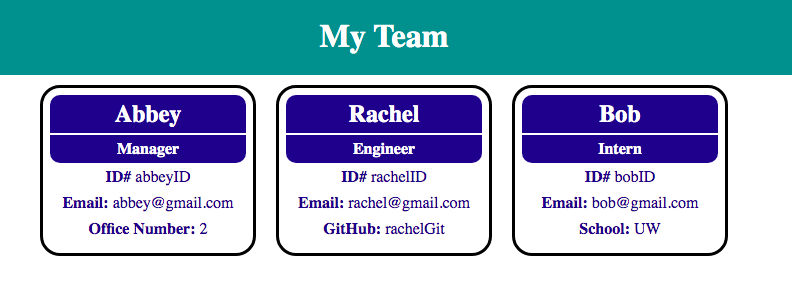 My Team
Abbey
Manager
ID# abbeyID
Email: abbey@gmail.com
Office Number: 2
Rachel
Engineer
ID# rachelID
Email: rachel@gmail.com
GitHub: rachelGit
Bob
Intern
ID# bobID
Email: bob@gmail.com
School: UW